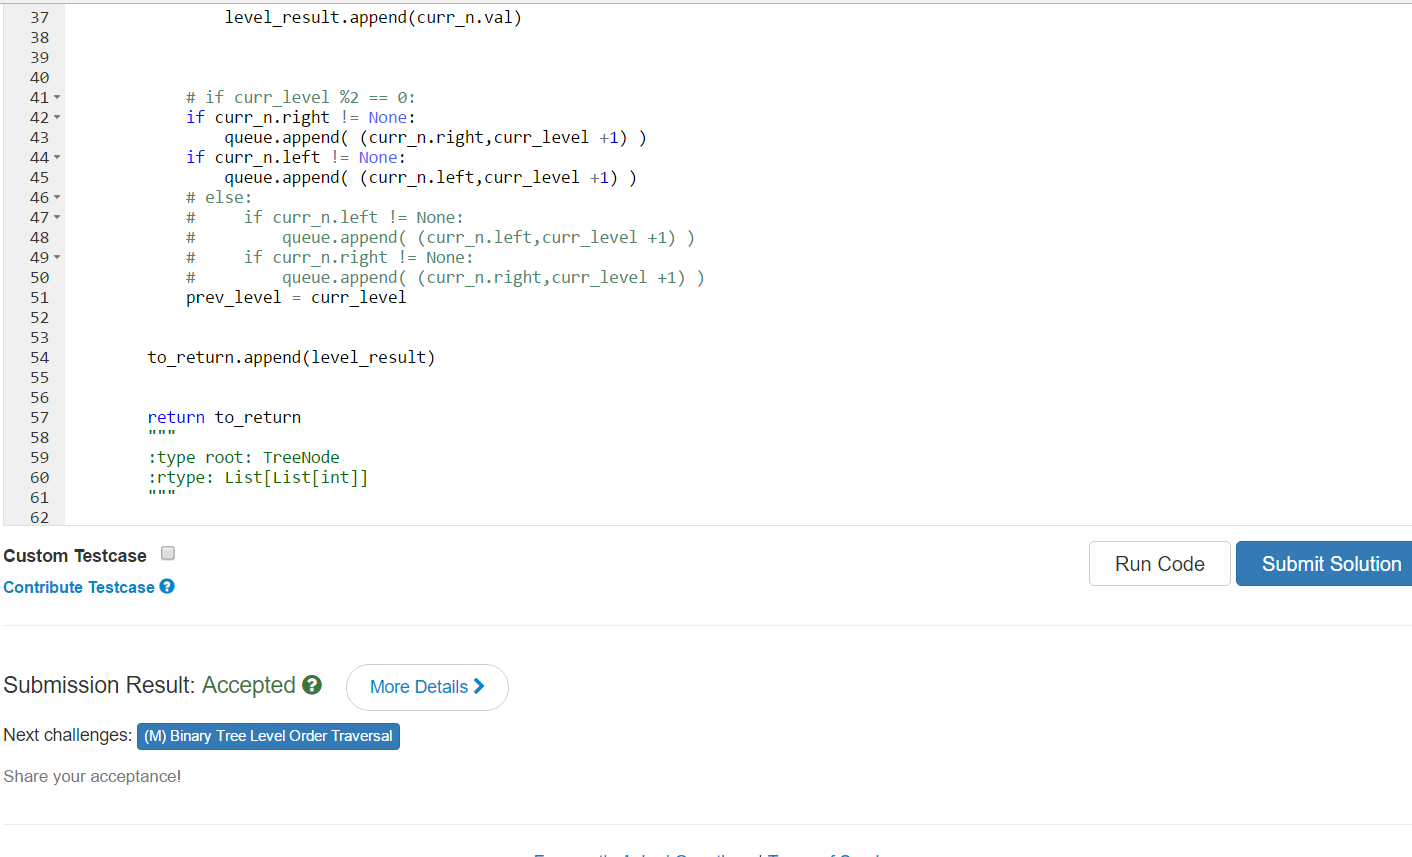 37 level_result.append(curr_n.val)
38
39
40
41 # if curr_level %2 == 0:
42 if curr_n.right != None:
43 queue.append( (curr_n.right,curr_level +1) )
44 if curr_n.left != None:
45 queue.append( (curr_n.left,curr_level +1) )
46 # else:
47 # if curr_n.left != None:
48 # queue.append( (curr_n.left,curr_level +1) )
49 # if curr_n.right != None:
50 # queue.append( (curr_n.right,curr_level +1) )
51 prev_level = curr_level
52
53
54 to_return.append(level_result)
55
56
57 return to_return
58 """
59 :type root: TreeNode
60 :rtype: List[List[int]]
61 """
62
Custom Testcase
Run Code Submit Solution
Contribute Testcase ?
Submission Result: Accepted ? More Details
Next challenges: (M) Binary Tree Level Order Traversal
Share your acceptance!